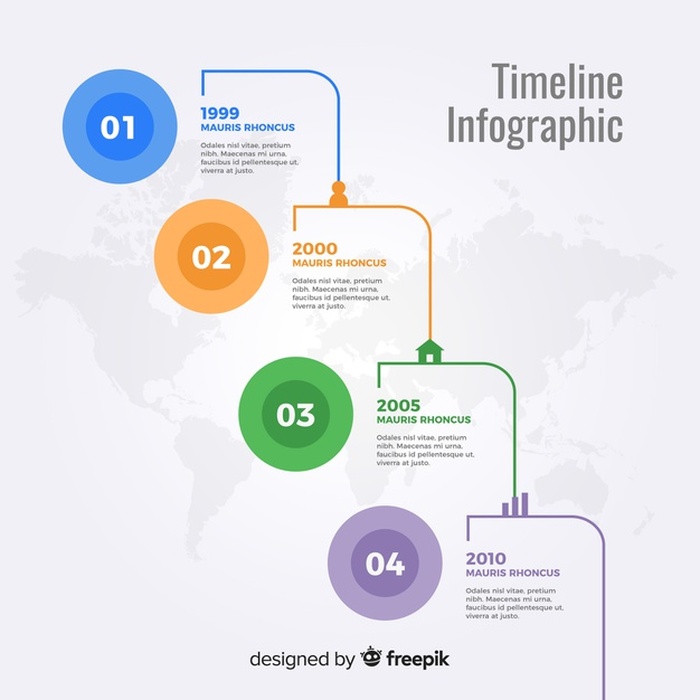 Timeline
Infographic
01
1999
MAURIS RHONCUS
Odales nisl vitae, pretium
nibh. Maecenas mi urna,
faucibus id pellentesque ut,
viverra at justo.
02
2000
MAURIS RHONCUS
Odales nisl vitae, pretium
nibh. Maecenas mi urna,
faucibus id pellentesque ut,
viverra at justo.
03
2005
MAURIS RHONCUS
Odales nisl vitae, pretium
nibh. Maecenas mi urna,
faucibus id pellentesque ut,
viverra at justo.
04
2010
MAURIS RHONCUS
Odales nisl vitae, pretium
nibh. Maecenas mi urna,
faucibus id pellentesque ut,
viverra at justo.
designed by freepik